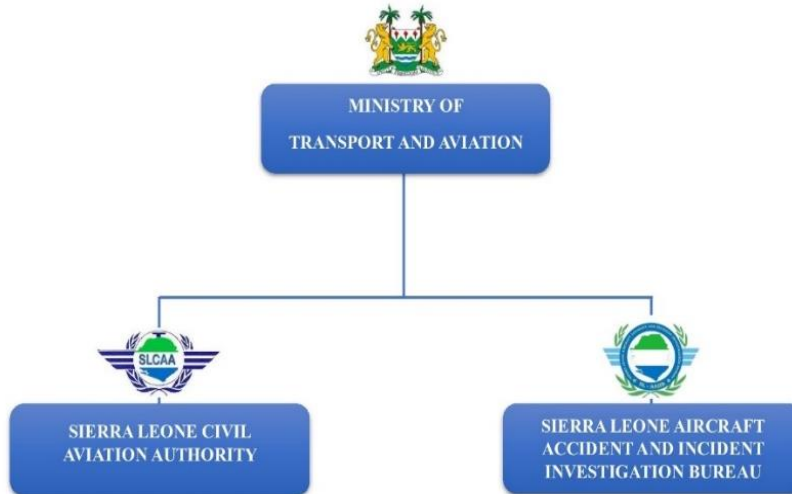 MINISTRY OF
TRANSPORT AND AVIATION
SLCAA
SIERRA LEONE CIVIL
AVIATION AUTHORITY
SIERRA LEONE AIRCRAFT
ACCIDENT AND INCIDENT
INVESTIGATION BUREAU